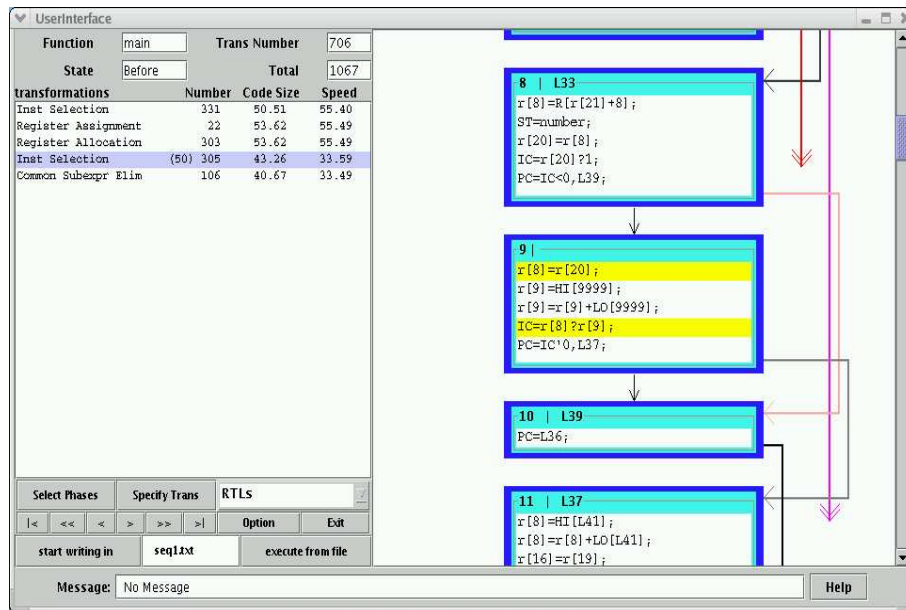 UserInterface
Function main Trans Number 706
State Before Total 1067
transformations Number Code Size Speed
Inst Selection 331 50.51 55.40
Register Assignment 22 53.62 55.49
Register Allocation 303 53.62 55.49
Inst Selection (50) 305 43.26 33.59
Common Subexpr Elim 106 40.67 33.49
Select Phases Specify Trans RTLs
|< << < > >> >| Option Exit
start writing in seq1.txt execute from file
8 | L33
r[8]=R[r[21]+8];
ST=number;
r[20]=r[8];
IC=r[20]?1;
PC=IC<0,L39;
9 |
r[8]=r[20];
r[9]=HI[9999];
r[9]=r[9]+LO[9999];
IC=r[8]?r[9];
PC=IC'0,L37;
10 | L39
PC=L36;
11 | L37
r[8]=HI[L41];
r[8]=r[8]+LO[L41];
r[16]=r[19];
Message: No Message Help